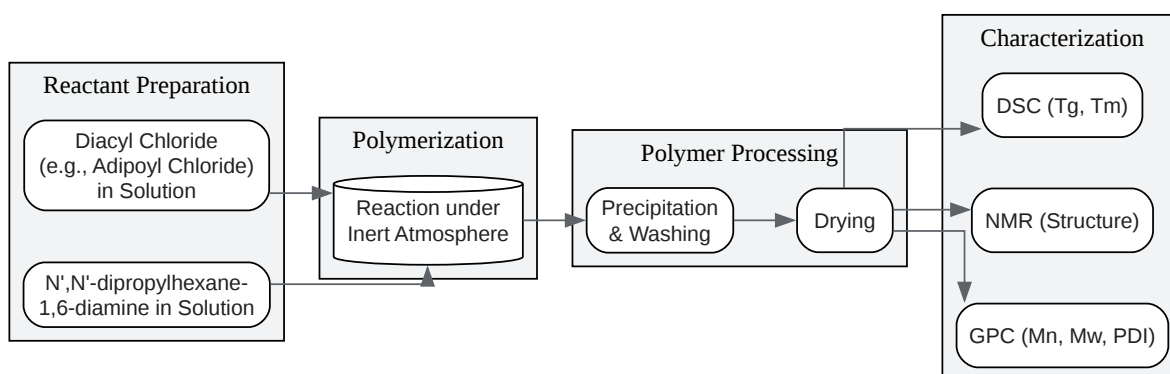 Reactant Preparation
Diacyl Chloride
(e.g., Adipoyl Chloride)
in Solution
N',N'-dipropylhexane-
1,6-diamine in Solution
Polymerization
Reaction under
Inert Atmosphere
Polymer Processing
Precipitation
& Washing
Drying
Characterization
DSC (Tg, Tm)
NMR (Structure)
GPC (Mn, Mw, PDI)